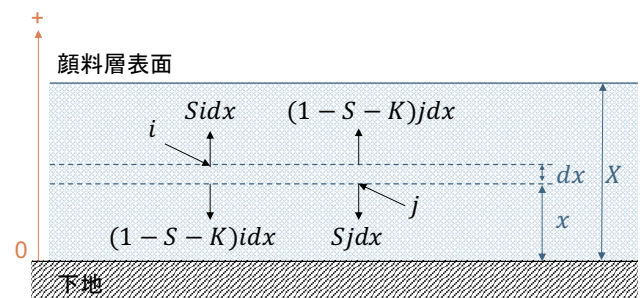 +
顔料層表面
Sidx (1 − S − K)jdx
i
dx X
j
x
(1 − S − K)idx Sjdx
0
下地